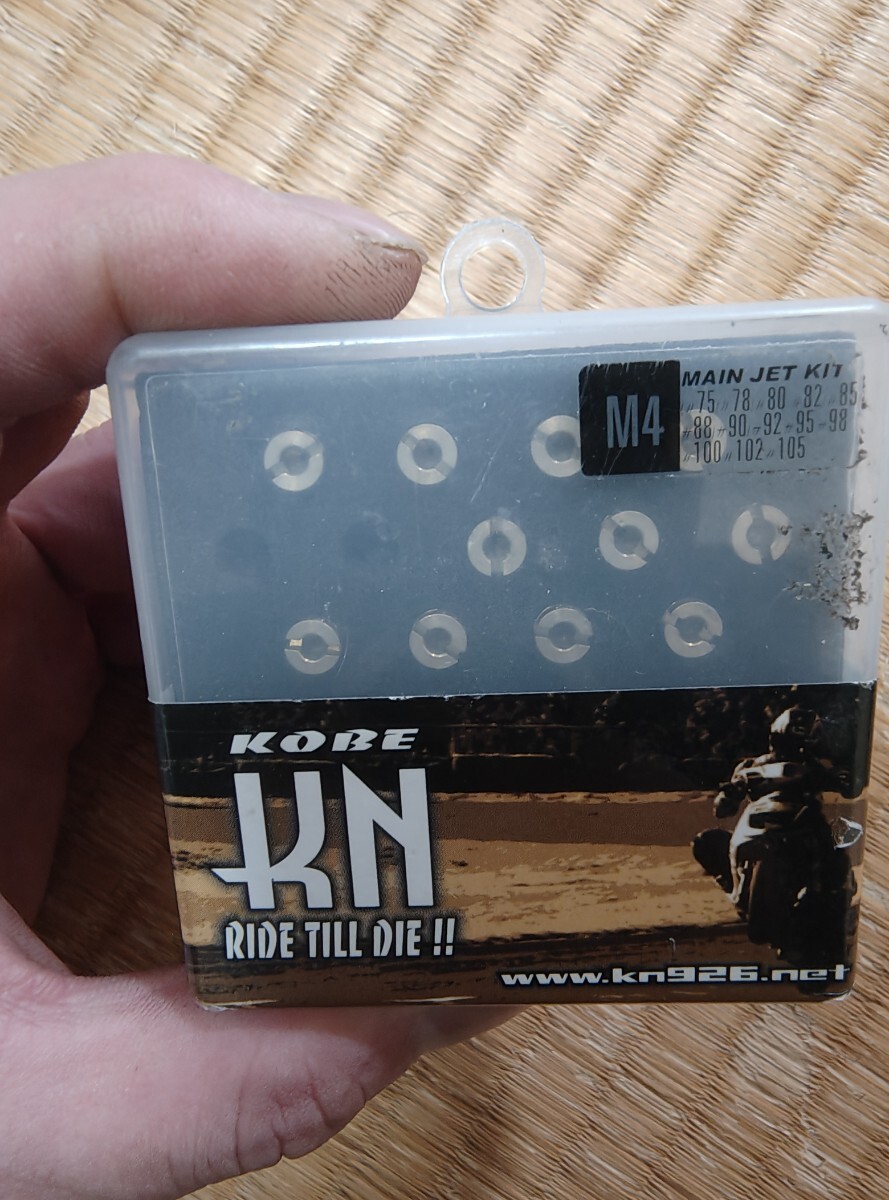 M4
MAIN JET KIT
#75 #78 #80 #82 #85
#88 #90 #92 #95 #98
#100 #102 #105
KOBE
KN
RIDE TILL DIE !!
www.kn926.net